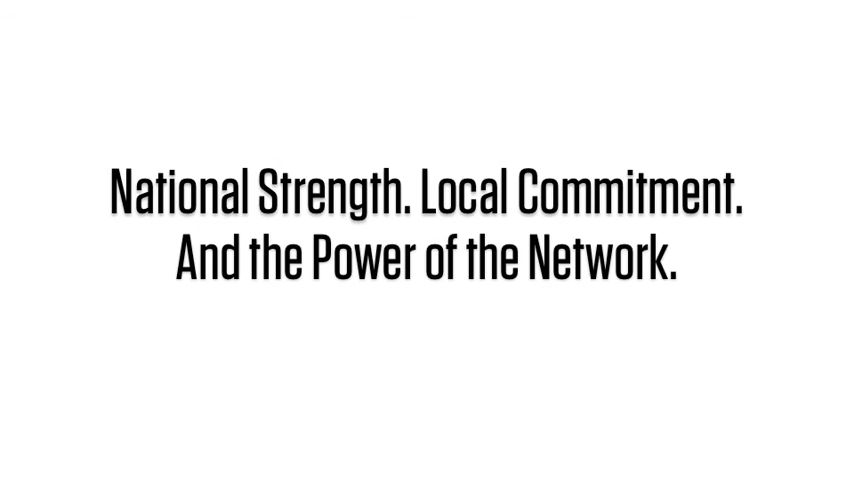 National Strength. Local Commitment.
And the Power of the Network.